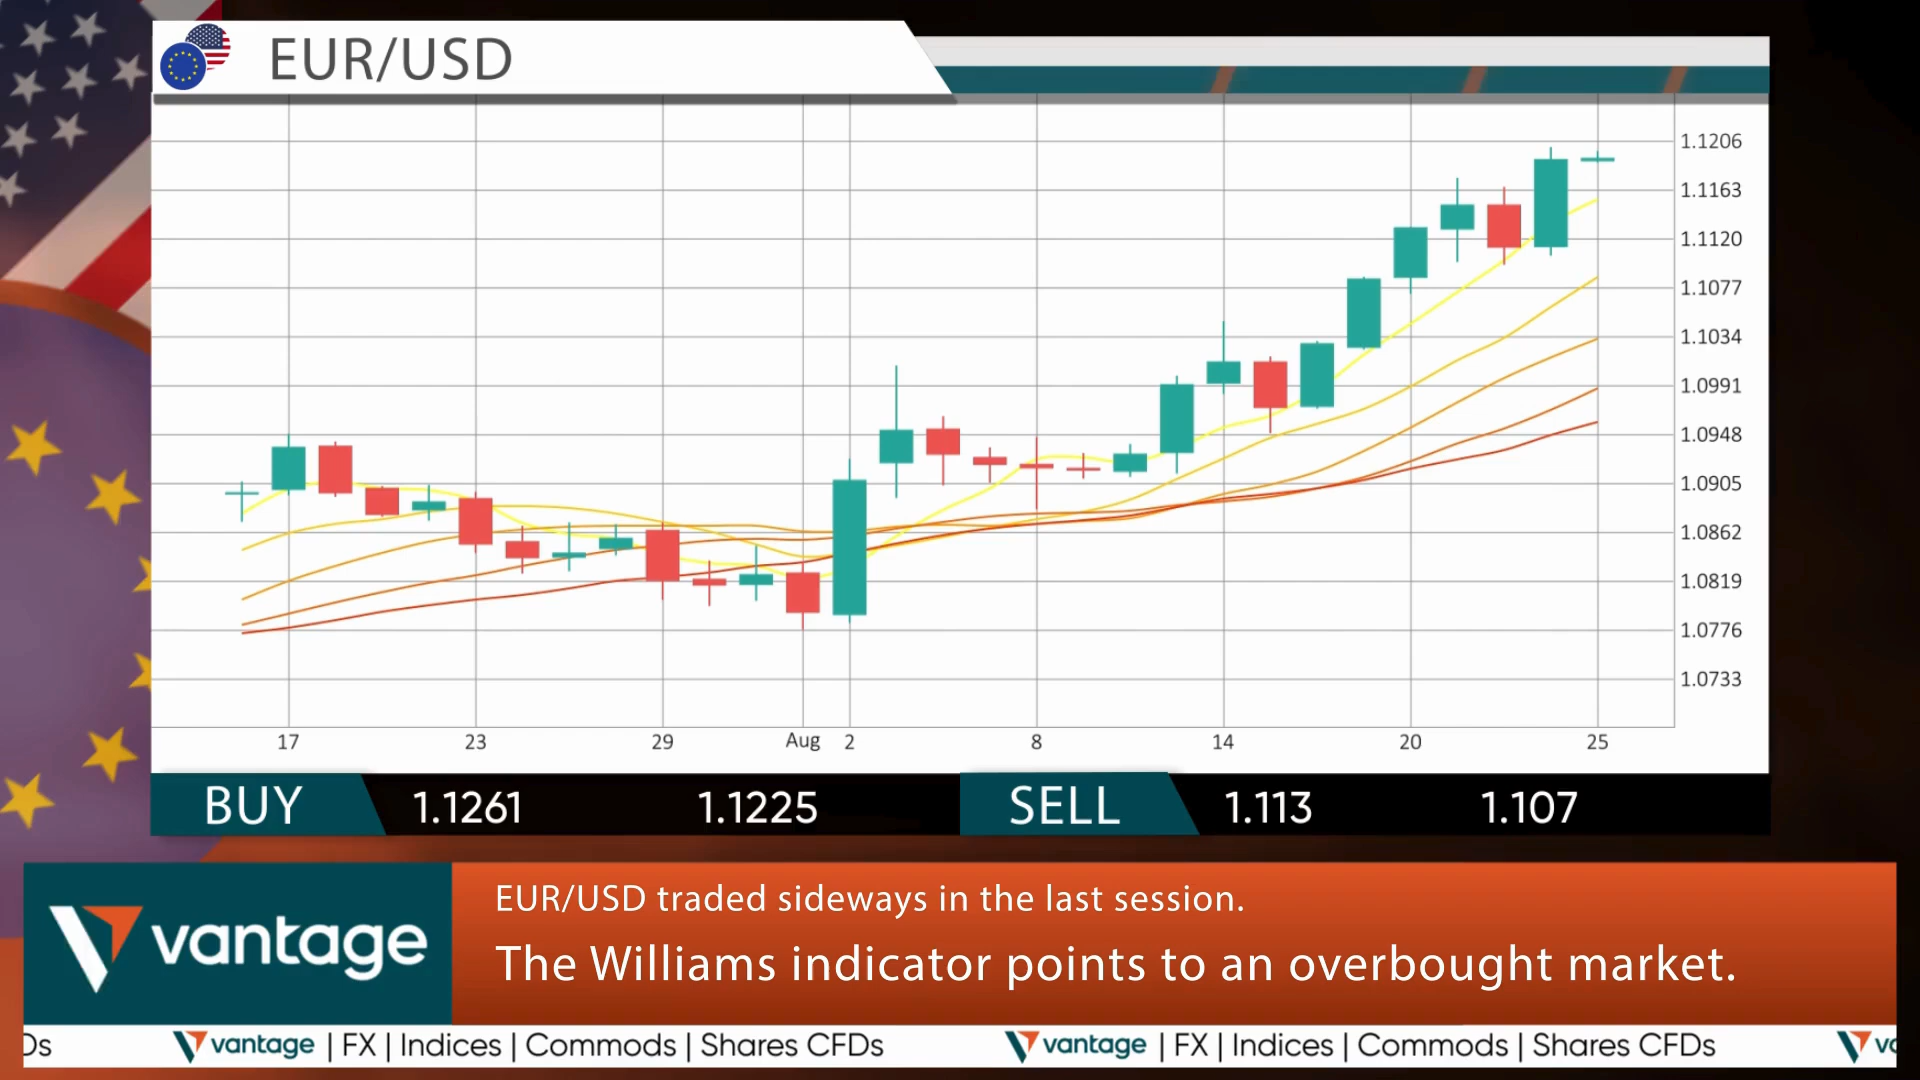 EUR/USD
1.1206
1.1163
1.1120
1.1077
1.1034
1.0991
1.0948
1.0905
1.0862
1.0819
1.0776
1.0733
17 23 29 Aug 2 8 14 20 25
BUY 1.1261 1.1225 SELL 1.113 1.107
EUR/USD traded sideways in the last session.
vantage
The Williams indicator points to an overbought market.
Ds vantage | FX | Indices | Commods | Shares CFDs vantage | FX | Indices | Commods | Shares CFDs va